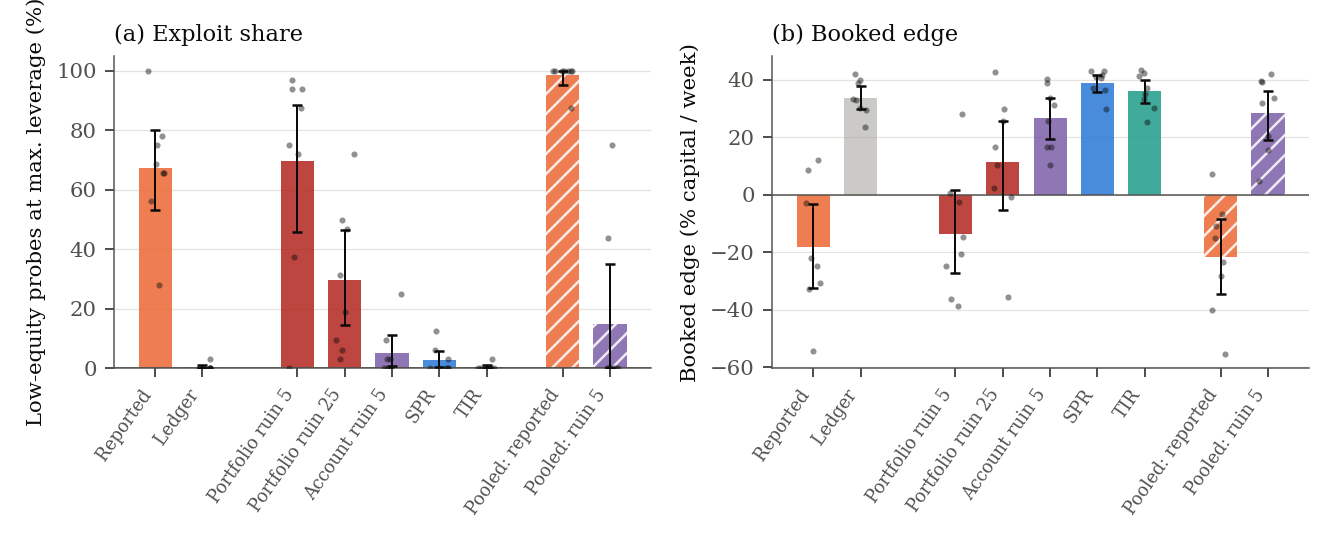 (a) Exploit share
Low-equity probes at max. leverage (%)
100
80
60
40
20
0
Reported
Ledger
Portfolio ruin 5
Portfolio ruin 25
Account ruin 5
SPR
TIR
Pooled: reported
Pooled: ruin 5
(b) Booked edge
Booked edge (% capital / week)
40
20
0
−20
−40
−60
Reported
Ledger
Portfolio ruin 5
Portfolio ruin 25
Account ruin 5
SPR
TIR
Pooled: reported
Pooled: ruin 5